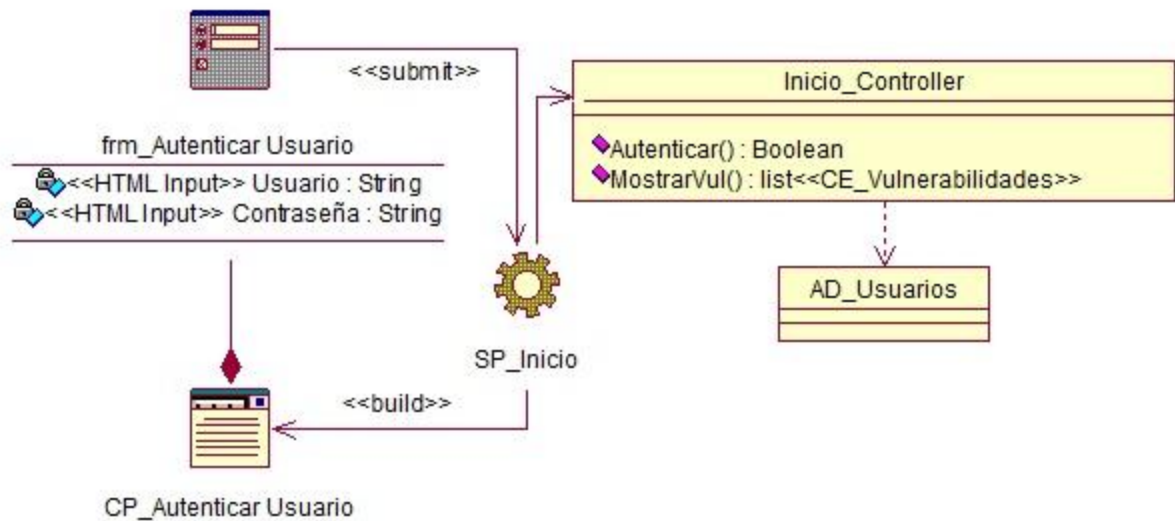 <<submit>>
frm_Autenticar Usuario
<<HTML Input>> Usuario : String
<<HTML Input>> Contraseña : String
Inicio_Controller
Autenticar() : Boolean
MostrarVul() : list<<CE_Vulnerabilidades>>
AD_Usuarios
SP_Inicio
<<build>>
CP_Autenticar Usuario